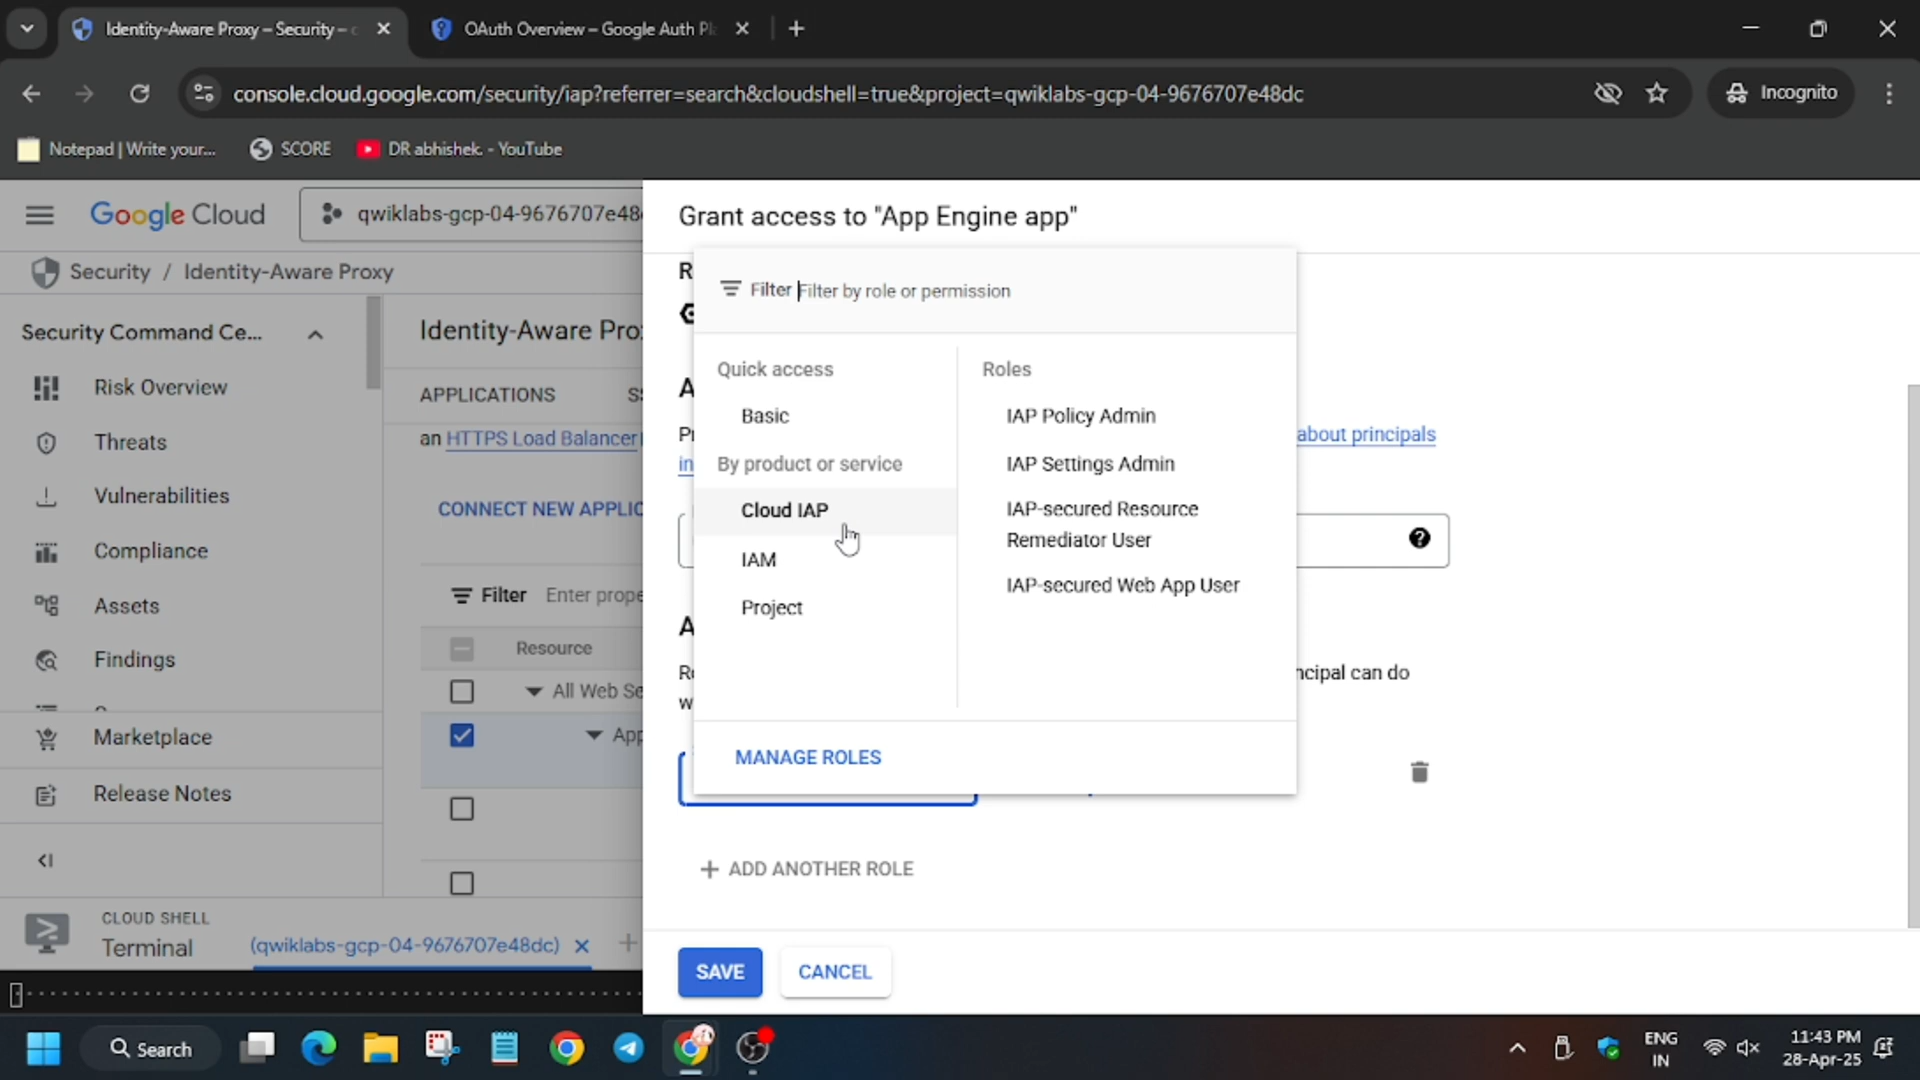 Identity-Aware Proxy – Security –
OAuth Overview – Google Auth Pl
console.cloud.google.com/security/iap?referrer=search&cloudshell=true&project=qwiklabs-gcp-04-9676707e48dc
Incognito
Notepad | Write your...
SCORE
DR abhishek. - YouTube
Google Cloud
qwiklabs-gcp-04-9676707e48
Grant access to "App Engine app"
Security / Identity-Aware Proxy
Security Command Ce...
Risk Overview
Threats
Vulnerabilities
Compliance
Assets
Findings
Marketplace
Release Notes
Identity-Aware Pro
APPLICATIONS
an HTTPS Load Balancer
CONNECT NEW APPLIC
Filter Enter prope
Resource
All Web Se
App
Filter Filter by role or permission
Quick access
Basic
By product or service
Cloud IAP
IAM
Project
Roles
IAP Policy Admin
IAP Settings Admin
IAP-secured Resource
Remediator User
IAP-secured Web App User
MANAGE ROLES
about principals
in
ncipal can do
ADD ANOTHER ROLE
SAVE
CANCEL
CLOUD SHELL
Terminal
(qwiklabs-gcp-04-9676707e48dc)
Search
ENG
IN
11:43 PM
28-Apr-25